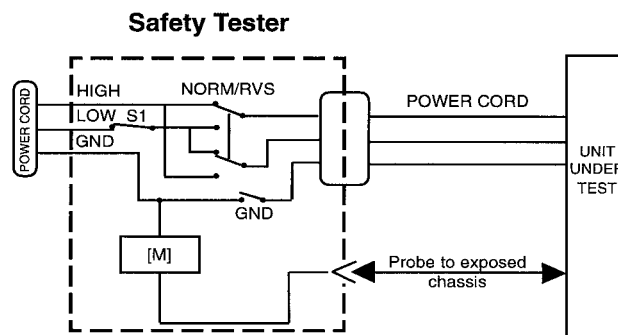 Safety Tester
HIGH
NORM/RVS
LOW S1
GND
POWER CORD
POWER CORD
UNIT
UNDER
TEST
GND
[M]
Probe to exposed
chassis